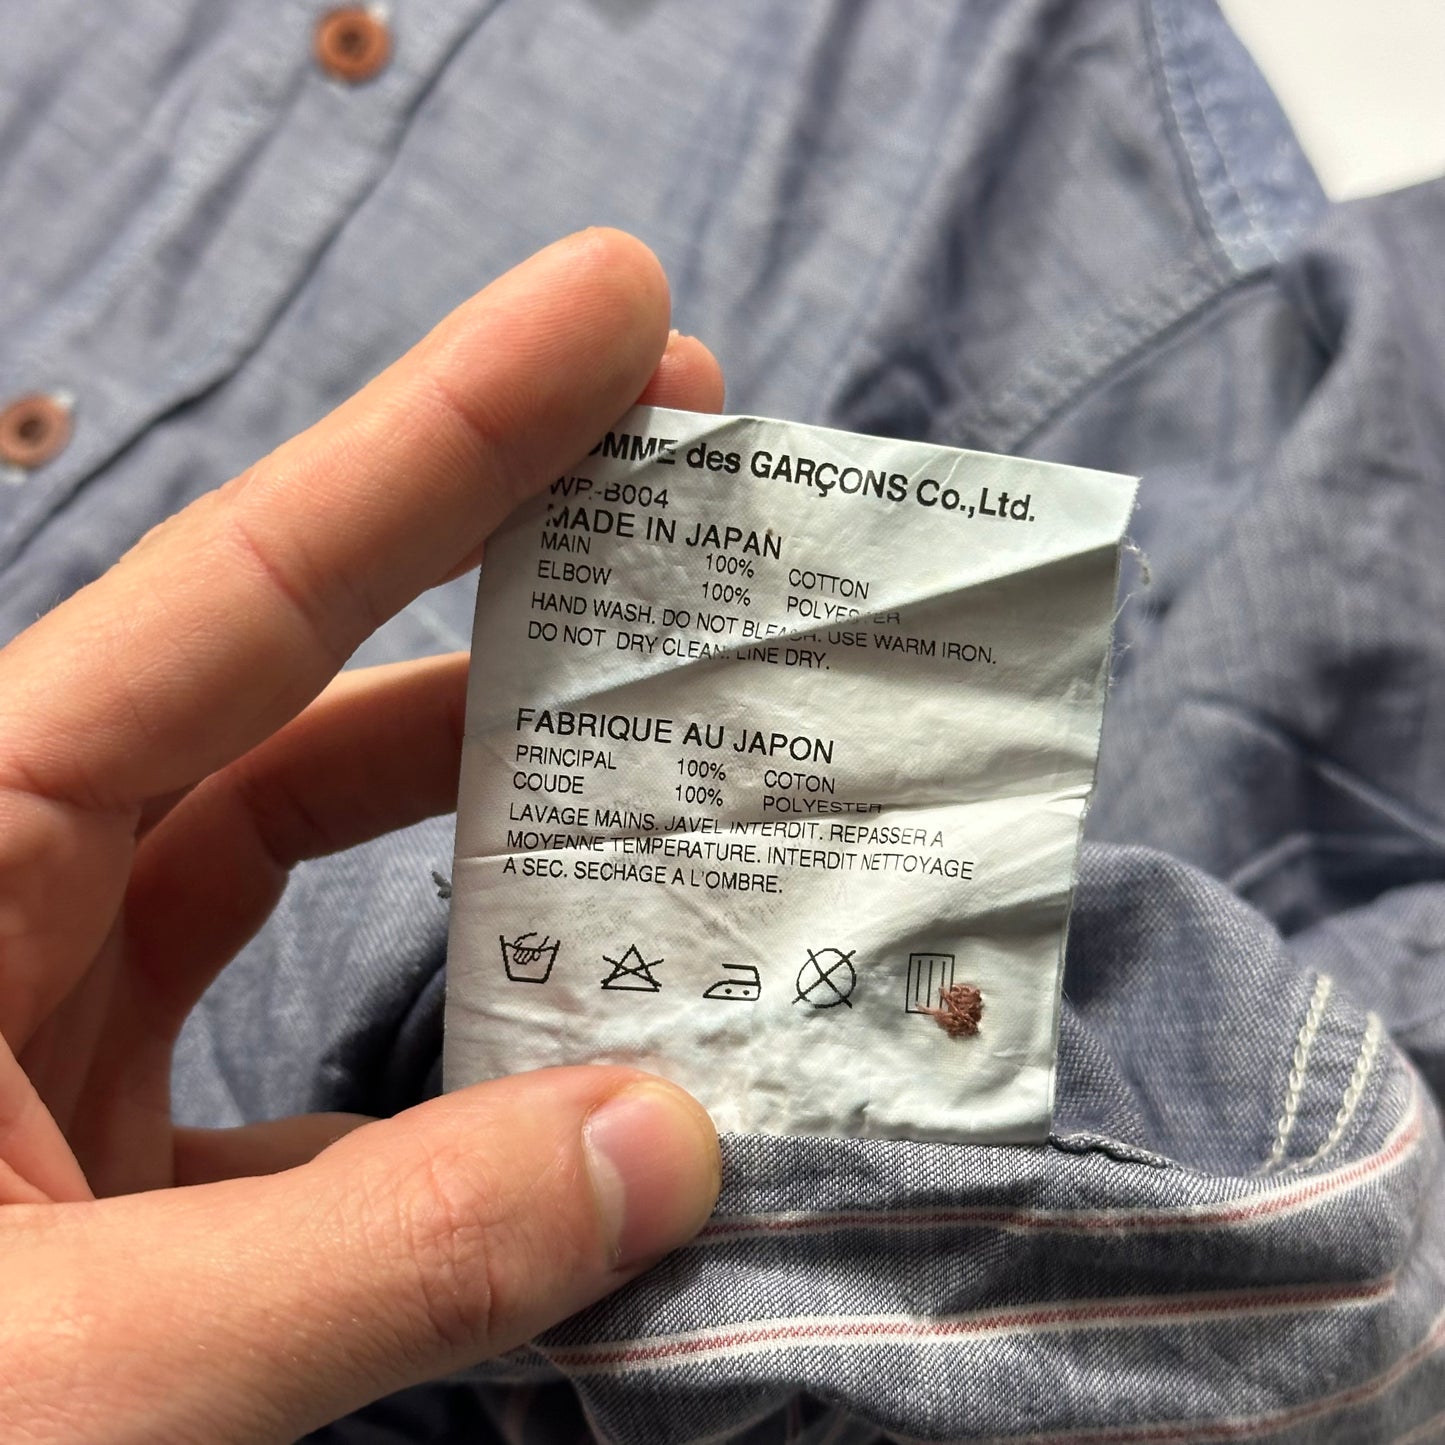 OMME des GARÇONS Co.,Ltd.
WR-B004
MADE IN JAPAN
MAIN 100% COTTON
ELBOW 100% POLYESTER
HAND WASH. DO NOT BLEACH. USE WARM IRON.
DO NOT DRY CLEAN. LINE DRY.
FABRIQUE AU JAPON
PRINCIPAL 100% COTON
COUDE 100% POLYESTER
LAVAGE MAINS. JAVEL INTERDIT. REPASSER A
MOYENNE TEMPERATURE. INTERDIT NETTOYAGE
A SEC. SECHAGE A L'OMBRE.